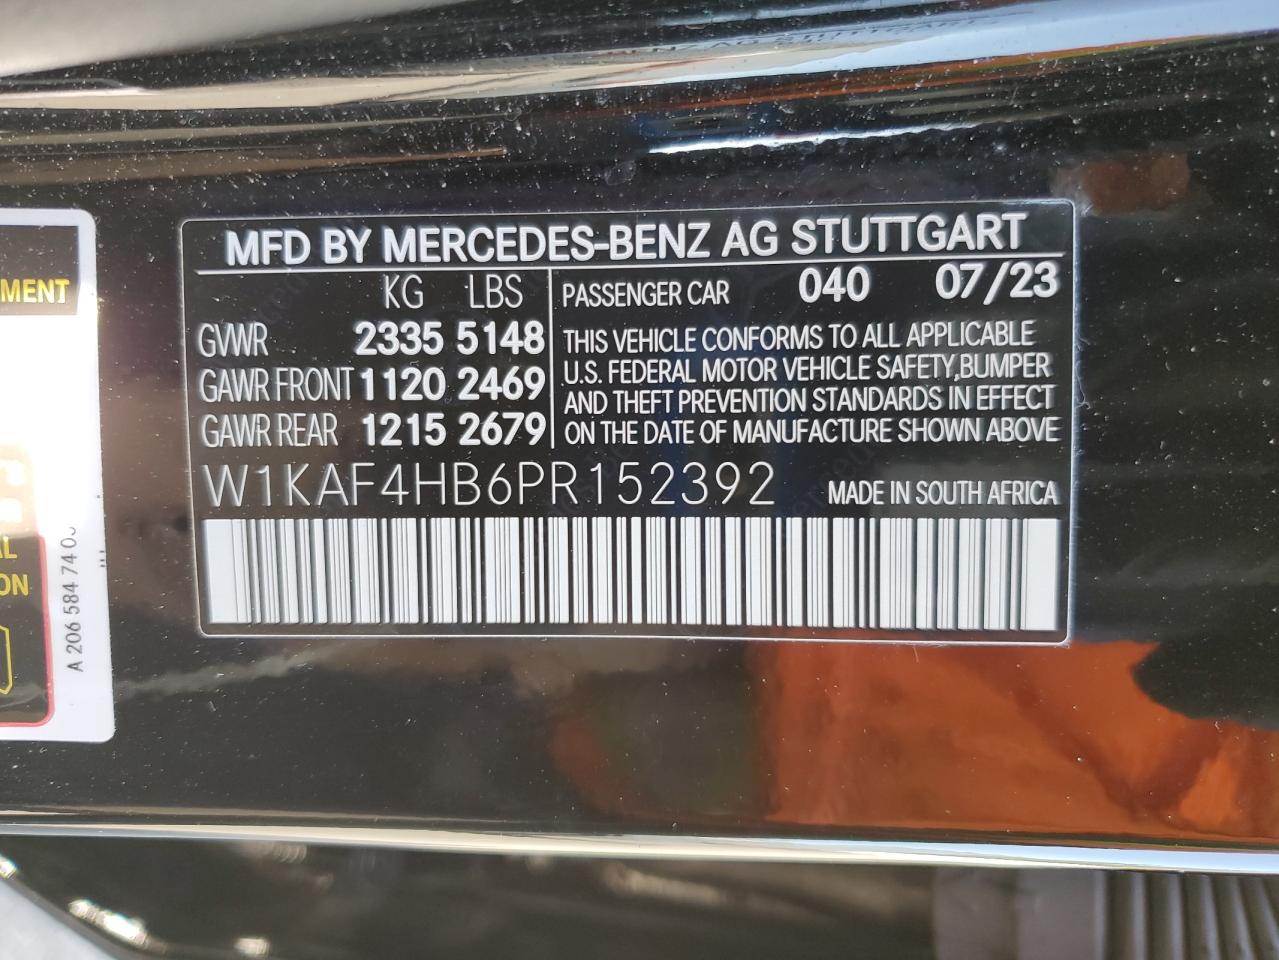 MFD BY MERCEDES-BENZ AG STUTTGART
KG LBS
GVWR 2335 5148
GAWR FRONT 1120 2469
GAWR REAR 1215 2679
PASSENGER CAR 040 07/23
THIS VEHICLE CONFORMS TO ALL APPLICABLE
U.S. FEDERAL MOTOR VEHICLE SAFETY,BUMPER
AND THEFT PREVENTION STANDARDS IN EFFECT
ON THE DATE OF MANUFACTURE SHOWN ABOVE
W1KAF4HB6PR152392 MADE IN SOUTH AFRICA
MENT
AL
ON
A 206 584 74 0